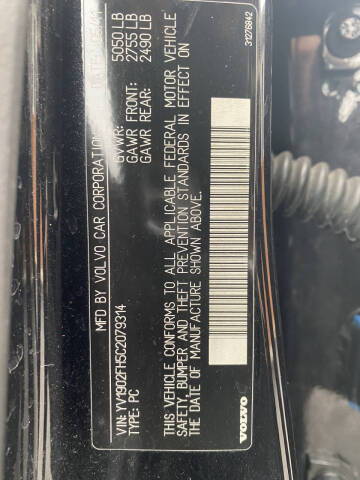 MFD BY VOLVO CAR CORPORATION
GVWR: 5050 LB
GAWR FRONT: 2755 LB
GAWR REAR: 2490 LB
VIN: YV1902FH5C2079314
TYPE: PC
THIS VEHICLE CONFORMS TO ALL APPLICABLE FEDERAL MOTOR VEHICLE
SAFETY, BUMPER AND THEFT PREVENTION STANDARDS IN EFFECT ON
THE DATE OF MANUFACTURE SHOWN ABOVE.
VOLVO
31276942